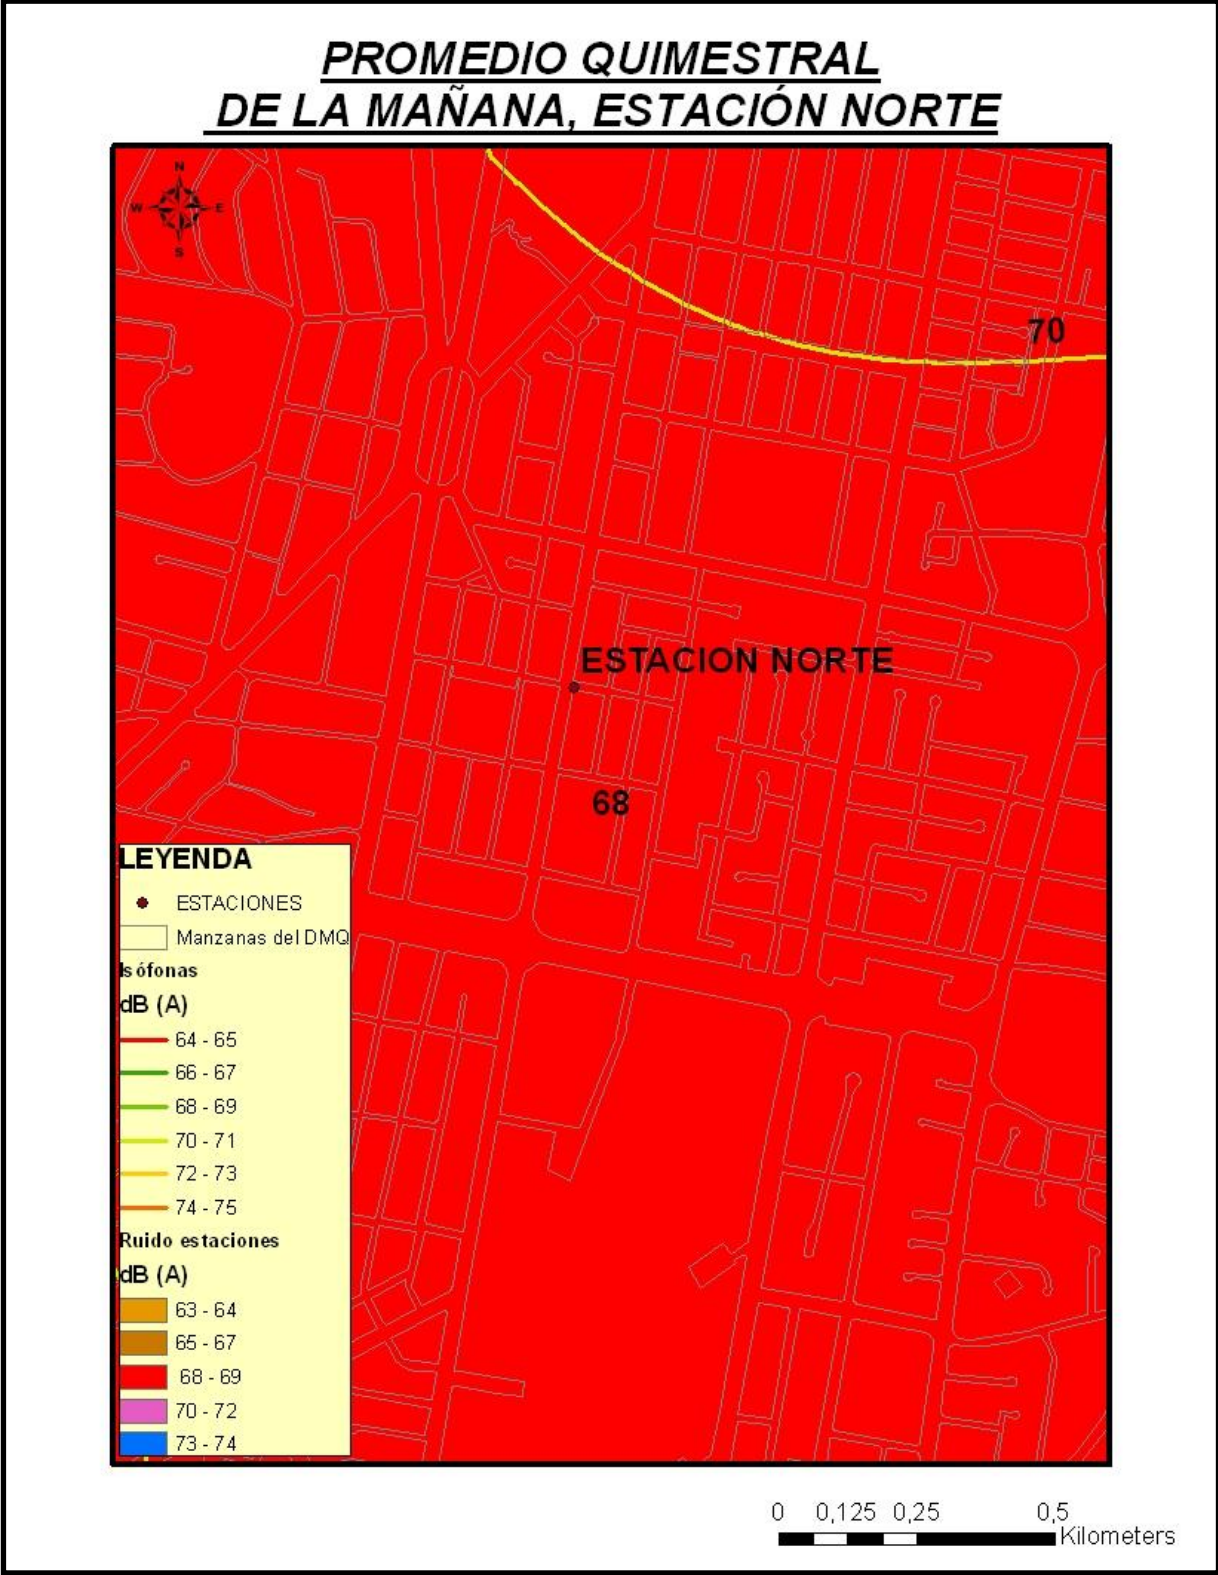 PROMEDIO QUIMESTRAL
DE LA MAÑANA, ESTACIÓN NORTE
N
W E
S
70
ESTACION NORTE
68
LEYENDA
ESTACIONES
Manzanas del DMQ
Isófonas
dB (A)
64 - 65
66 - 67
68 - 69
70 - 71
72 - 73
74 - 75
Ruido estaciones
dB (A)
63 - 64
65 - 67
68 - 69
70 - 72
73 - 74
0 0,125 0,25 0,5
Kilometers